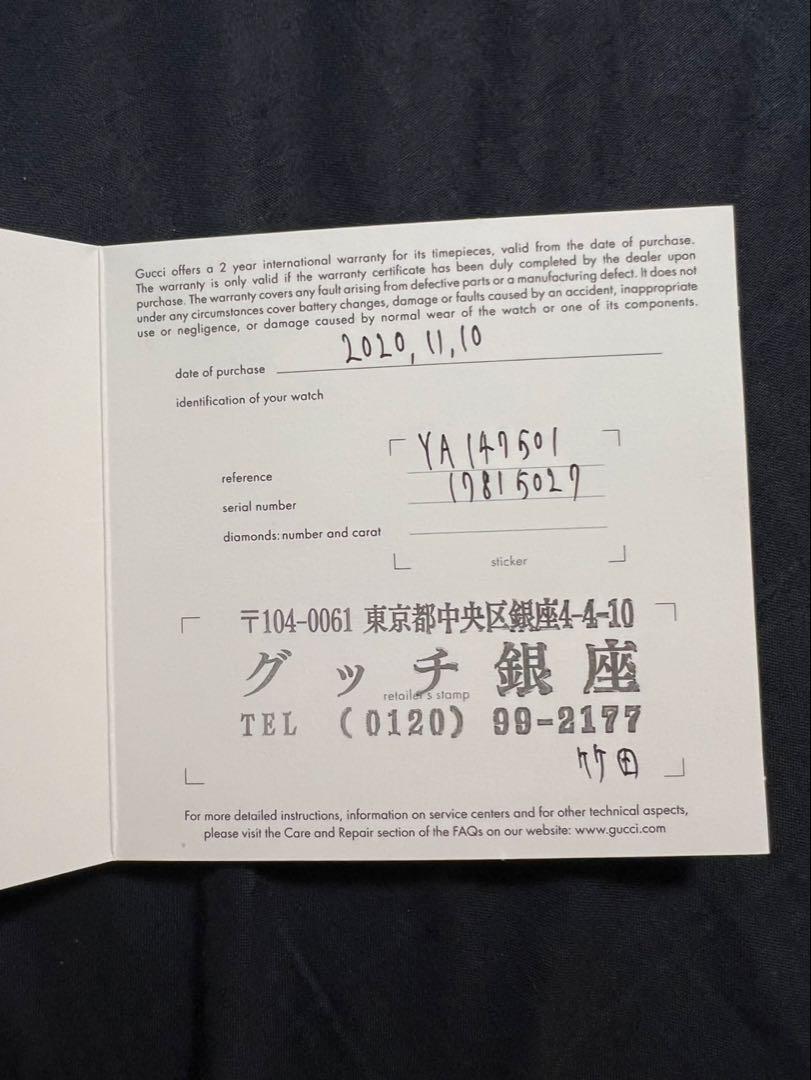 Gucci offers a 2 year international warranty for its timepieces, valid from the date of purchase.
The warranty is only valid if the warranty certificate has been duly completed by the dealer upon
purchase. The warranty covers any fault arising from defective parts or a manufacturing defect. It does not
under any circumstances cover battery changes, damage or faults caused by an accident, inappropriate
use or negligence, or damage caused by normal wear of the watch or one of its components.
date of purchase 2020, 11, 10
identification of your watch
reference YA147501
serial number 17815027
diamonds: number and carat
sticker
〒104-0061 東京都中央区銀座4-4-10
グッチ銀座
retailer's stamp
TEL (0120) 99-2177
竹田
For more detailed instructions, information on service centers and for other technical aspects,
please visit the Care and Repair section of the FAQs on our website: www.gucci.com